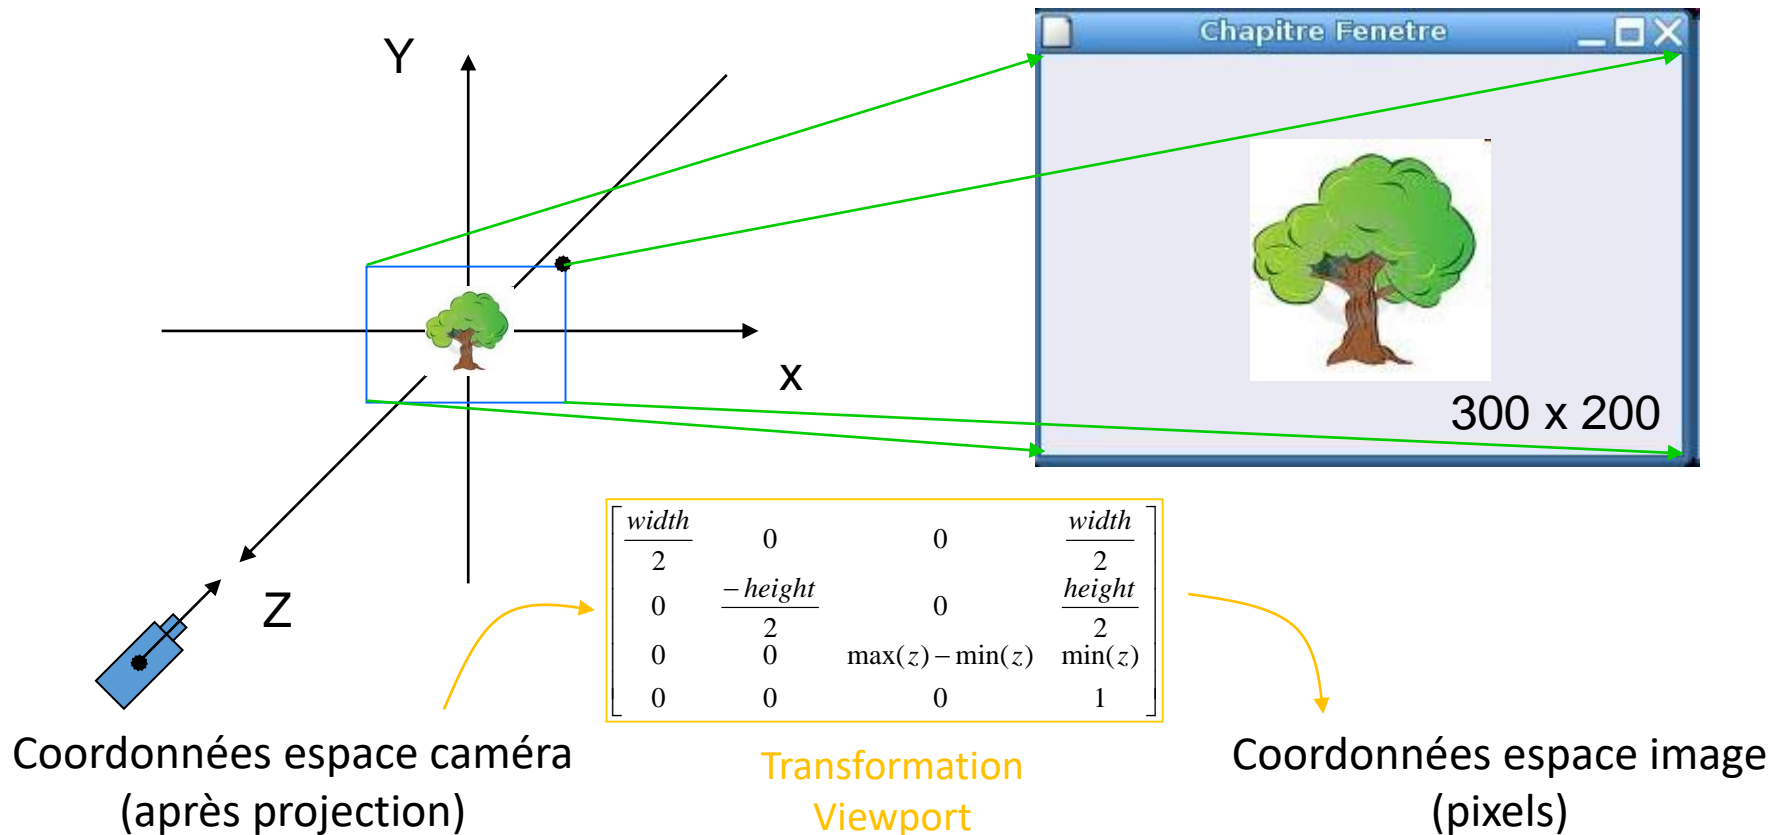 Chapitre Fenetre
Y
x
300 x 200
Z
width/2 0 0 width/2
0 -height/2 0 height/2
0 0 max(z)-min(z) min(z)
0 0 0 1
Coordonnées espace caméra
(après projection)
Transformation
Viewport
Coordonnées espace image
(pixels)